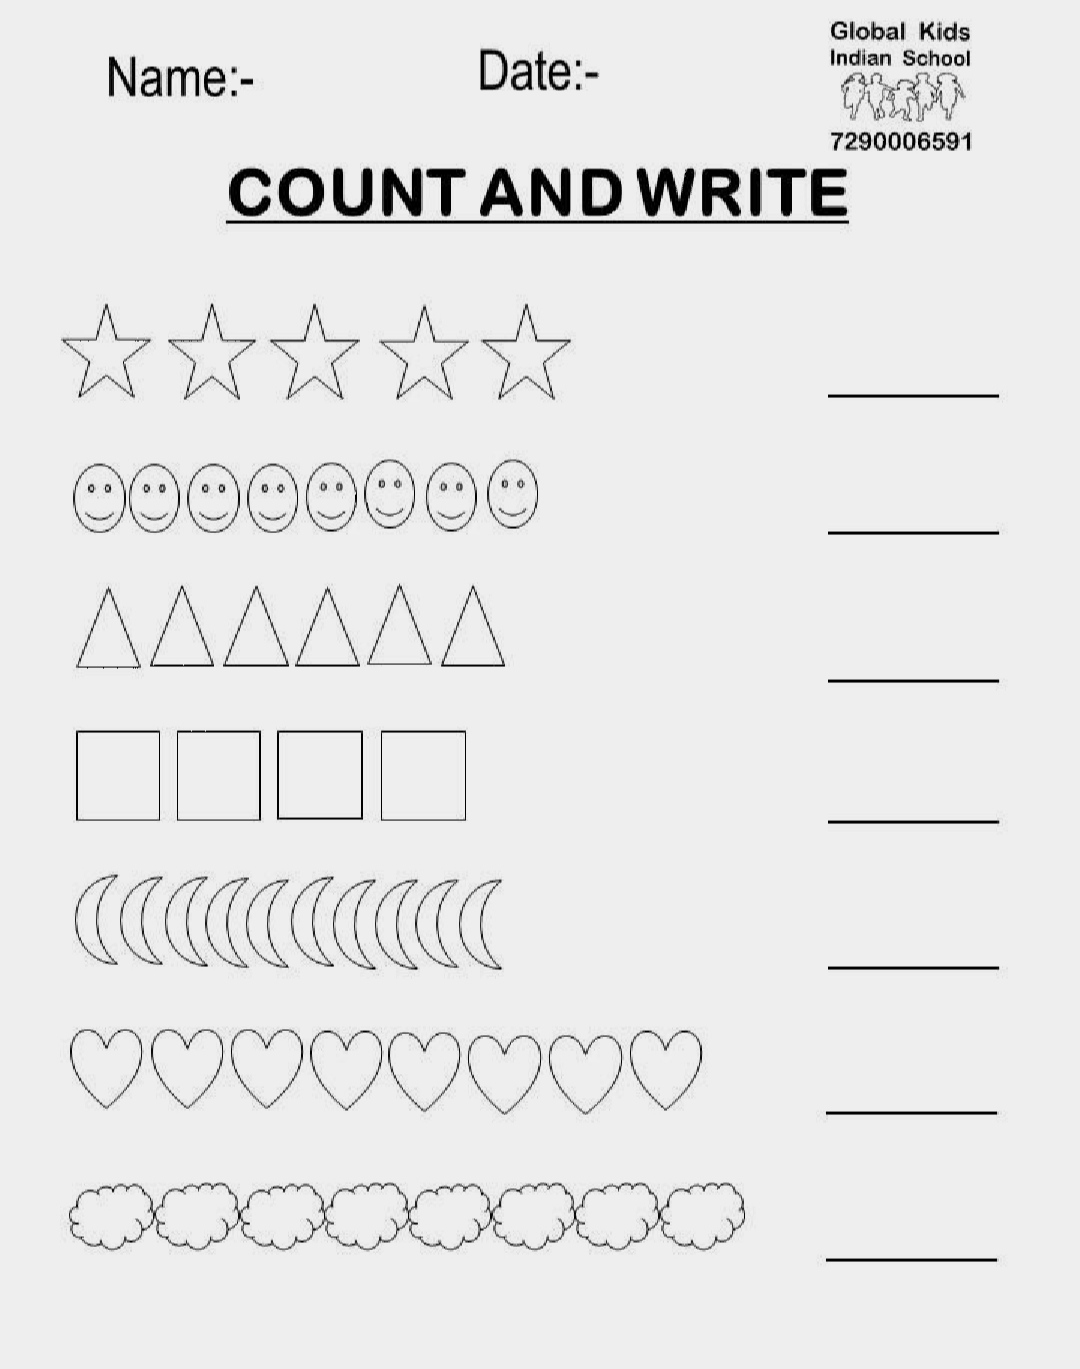 Name:-
Date:-
Global Kids
Indian School
7290006591
COUNT AND WRITE